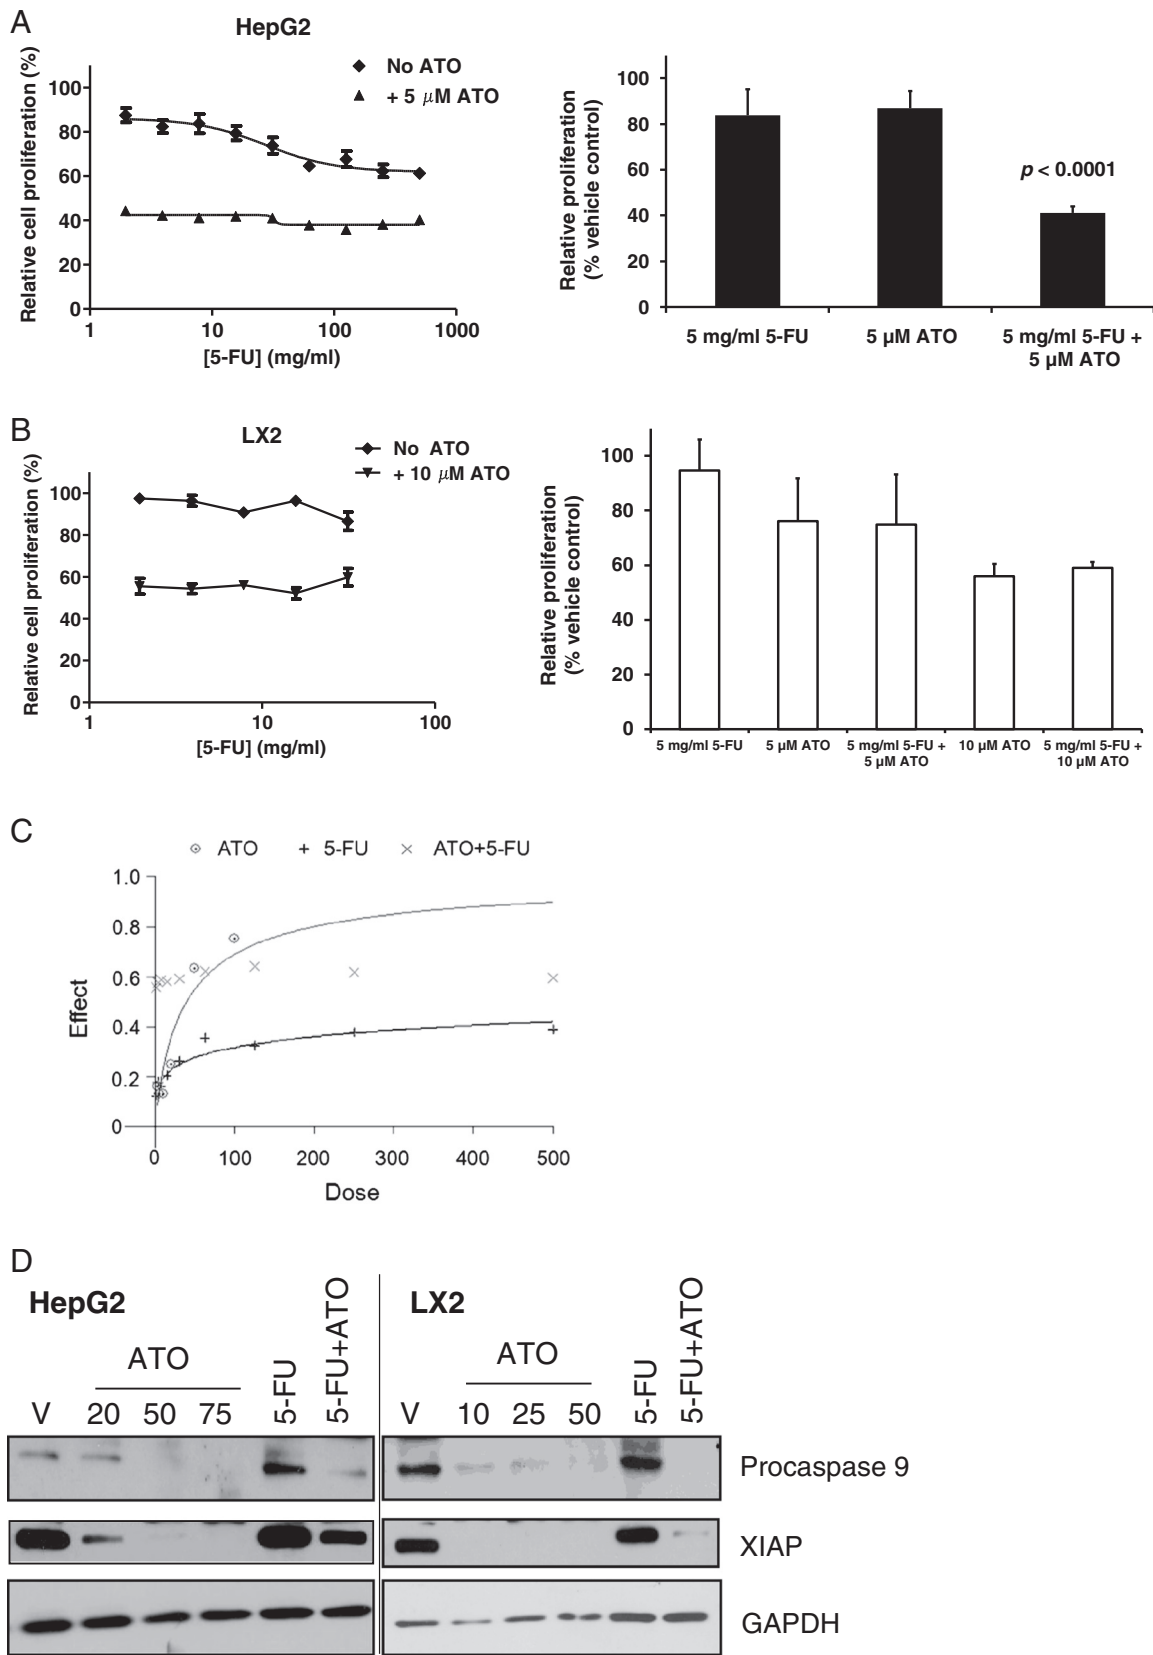 A
HepG2
No ATO
+ 5 μM ATO
Relative cell proliferation (%)
100
80
60
40
20
0
1
10
100
1000
[5-FU] (mg/ml)
Relative proliferation
(% vehicle control)
100
80
60
40
20
0
p < 0.0001
5 mg/ml 5-FU
5 μM ATO
5 mg/ml 5-FU +
5 μM ATO
B
LX2
No ATO
+ 10 μM ATO
Relative cell proliferation (%)
100
80
60
40
20
0
1
10
100
[5-FU] (mg/ml)
Relative proliferation
(% vehicle control)
100
80
60
40
20
0
5 mg/ml 5-FU
5 μM ATO
5 mg/ml 5-FU +
5 μM ATO
10 μM ATO
5 mg/ml 5-FU +
10 μM ATO
C
ATO
5-FU
ATO+5-FU
Effect
1.0
0.8
0.6
0.4
0.2
0
0
100
200
300
400
500
Dose
D
HepG2
ATO
V
20
50
75
5-FU
5-FU+ATO
LX2
ATO
V
10
25
50
5-FU
5-FU+ATO
Procaspase 9
XIAP
GAPDH